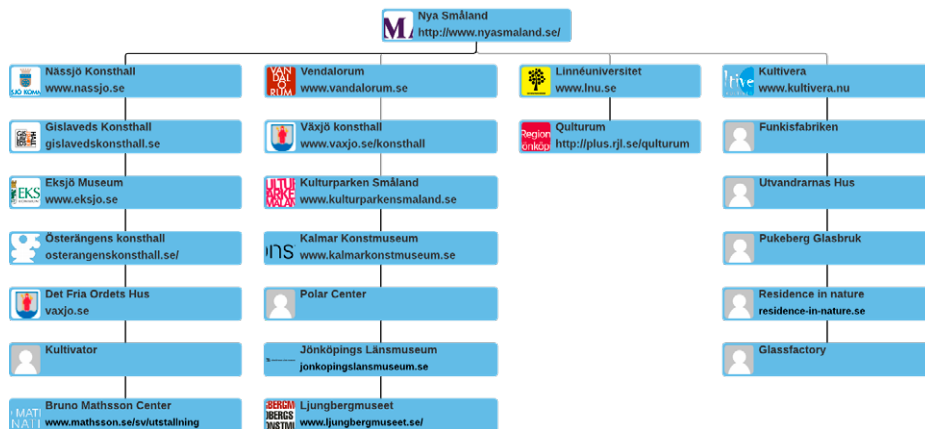 Nya Småland
http://www.nyasmaland.se/
Nässjö Konsthall
www.nassjo.se
Gislaveds Konsthall
gislavedskonsthall.se
Eksjö Museum
www.eksjo.se
EKS
Österängens konsthall
osterangenskonsthall.se/
Det Fria Ordets Hus
vaxjo.se
Kultivator
Bruno Mathsson Center
www.mathsson.se/sv/utstallning
Vendalorum
www.vandalorum.se
VAN
DAL
ORUM
Växjö konsthall
www.vaxjo.se/konsthall
Kulturparken Småland
www.kulturparkensmaland.se
Kalmar Konstmuseum
www.kalmarkonstmuseum.se
Polar Center
Jönköpings Länsmuseum
jonkopingslansmuseum.se
Ljungbergmuseet
www.ljungbergmuseet.se/
Linnéuniversitet
www.lnu.se
Qulturum
http://plus.rjl.se/qulturum
Region
Kultivera
www.kultivera.nu
Funkisfabriken
Utvandrarnas Hus
Pukeberg Glasbruk
Residence in nature
residence-in-nature.se
Glassfactory